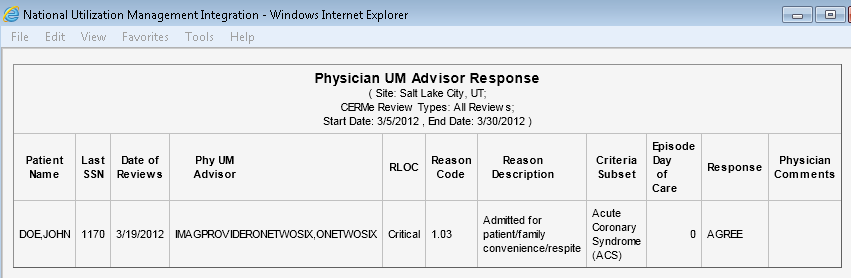 National Utilization Management Integration - Windows Internet Explorer
File Edit View Favorites Tools Help
Physician UM Advisor Response
( Site: Salt Lake City, UT;
CERMe Review Types: All Reviews;
Start Date: 3/5/2012 , End Date: 3/30/2012 )
Patient Name Last SSN Date of Reviews Phy UM Advisor RLOC Reason Code Reason Description Criteria Subset Episode Day of Care Response Physician Comments
DOE,JOHN 1170 3/19/2012 IMAGPROVIDERONETWOSIX,ONETWOSIX Critical 1.03 Admitted for patient/family convenience/respite Acute Coronary Syndrome (ACS) 0 AGREE